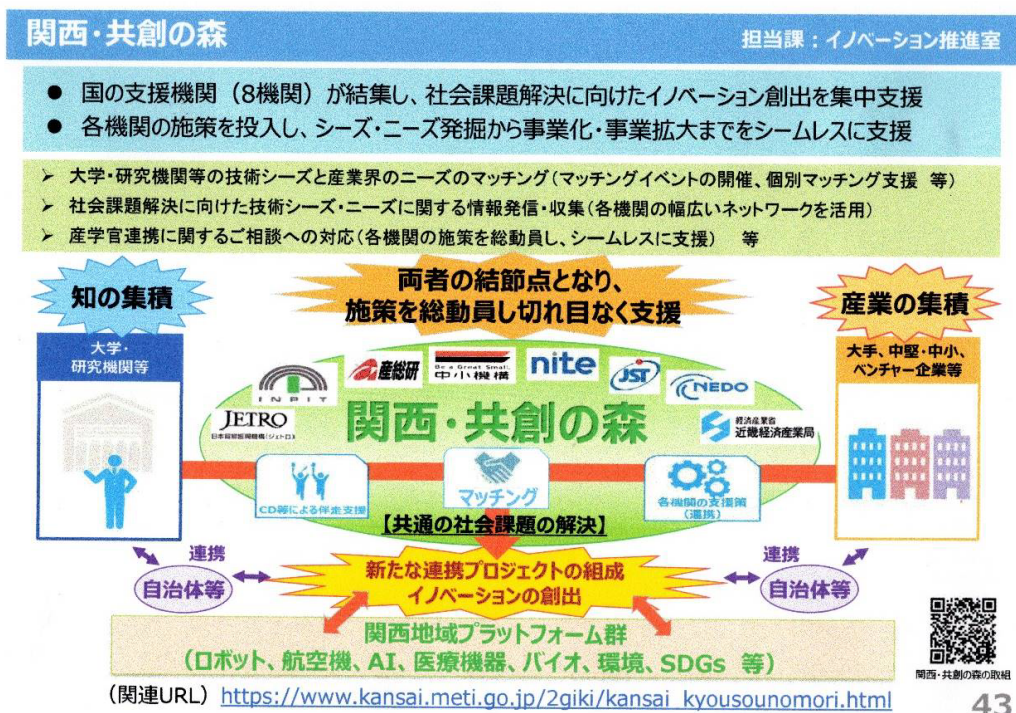 関西・共創の森
担当課：イノベーション推進室
● 国の支援機関（8機関）が結集し、社会課題解決に向けたイノベーション創出を集中支援
● 各機関の施策を投入し、シーズ・ニーズ発掘から事業化・事業拡大までをシームレスに支援
➢ 大学・研究機関等の技術シーズと産業界のニーズのマッチング（マッチングイベントの開催、個別マッチング支援 等）
➢ 社会課題解決に向けた技術シーズ・ニーズに関する情報発信・収集（各機関の幅広いネットワークを活用）
➢ 産学官連携に関するご相談への対応（各機関の施策を総動員し、シームレスに支援） 等
知の集積
両者の結節点となり、
施策を総動員し切れ目なく支援
産業の集積
大学・
研究機関等
大手、中堅・中小、
ベンチャー企業等
INPIT
産総研
Be a Great Small.
中小機構
nite
JST
NEDO
JETRO
日本貿易振興機構(ジェトロ)
経済産業省
近畿経済産業局
関西・共創の森
CD等による伴走支援
マッチング
各機関の支援策
（連携）
【共通の社会課題の解決】
連携
自治体等
新たな連携プロジェクトの組成
イノベーションの創出
連携
自治体等
関西地域プラットフォーム群
（ロボット、航空機、AI、医療機器、バイオ、環境、SDGs 等）
関西・共創の森の取組
（関連URL） https://www.kansai.meti.go.jp/2giki/kansai_kyousounomori.html
43